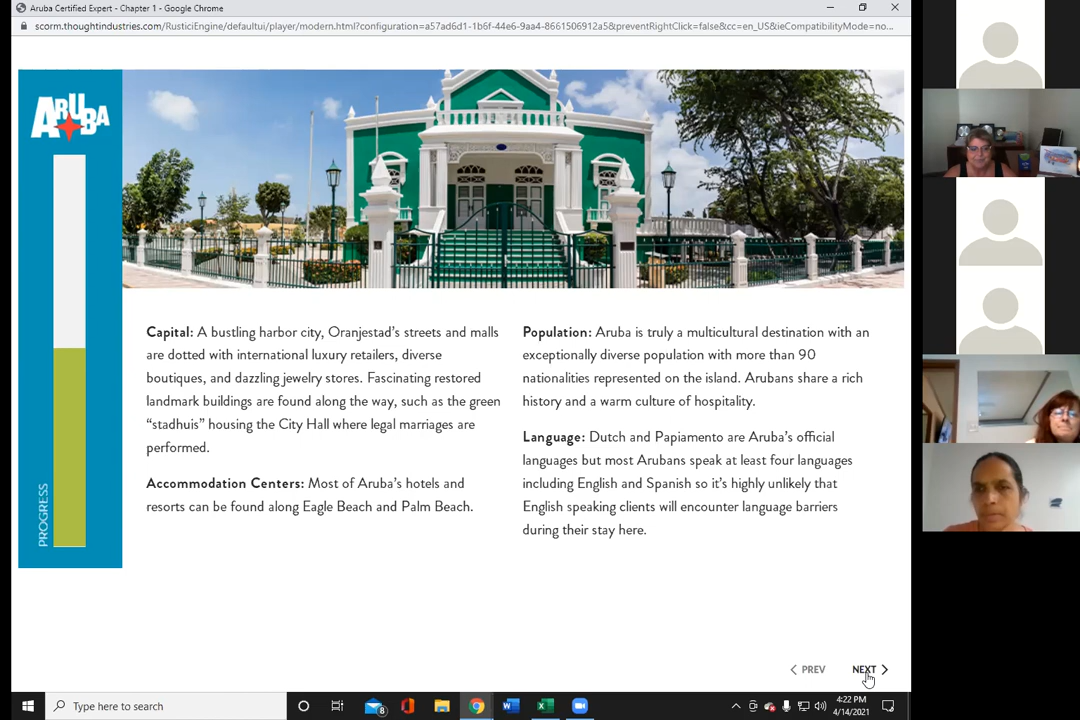 Aruba Certified Expert - Chapter 1 - Google Chrome
scorm.thoughtindustries.com/RusticiEngine/defaultui/player/modern.html?configuration=a57ad6d1-1b6f-44e6-9aa4-8661506912a5&preventRightClick=false&cc=en_US&ieCompatibilityMode=no...
ARUBA
PROGRESS
Capital: A bustling harbor city, Oranjestad's streets and malls
are dotted with international luxury retailers, diverse
boutiques, and dazzling jewelry stores. Fascinating restored
landmark buildings are found along the way, such as the green
“stadhuis” housing the City Hall where legal marriages are
performed.
Accommodation Centers: Most of Aruba's hotels and
resorts can be found along Eagle Beach and Palm Beach.
Population: Aruba is truly a multicultural destination with an
exceptionally diverse population with more than 90
nationalities represented on the island. Arubans share a rich
history and a warm culture of hospitality.
Language: Dutch and Papiamento are Aruba's official
languages but most Arubans speak at least four languages
including English and Spanish so it's highly unlikely that
English speaking clients will encounter language barriers
during their stay here.
PREV
NEXT
Type here to search
8
4:22 PM
4/14/2021